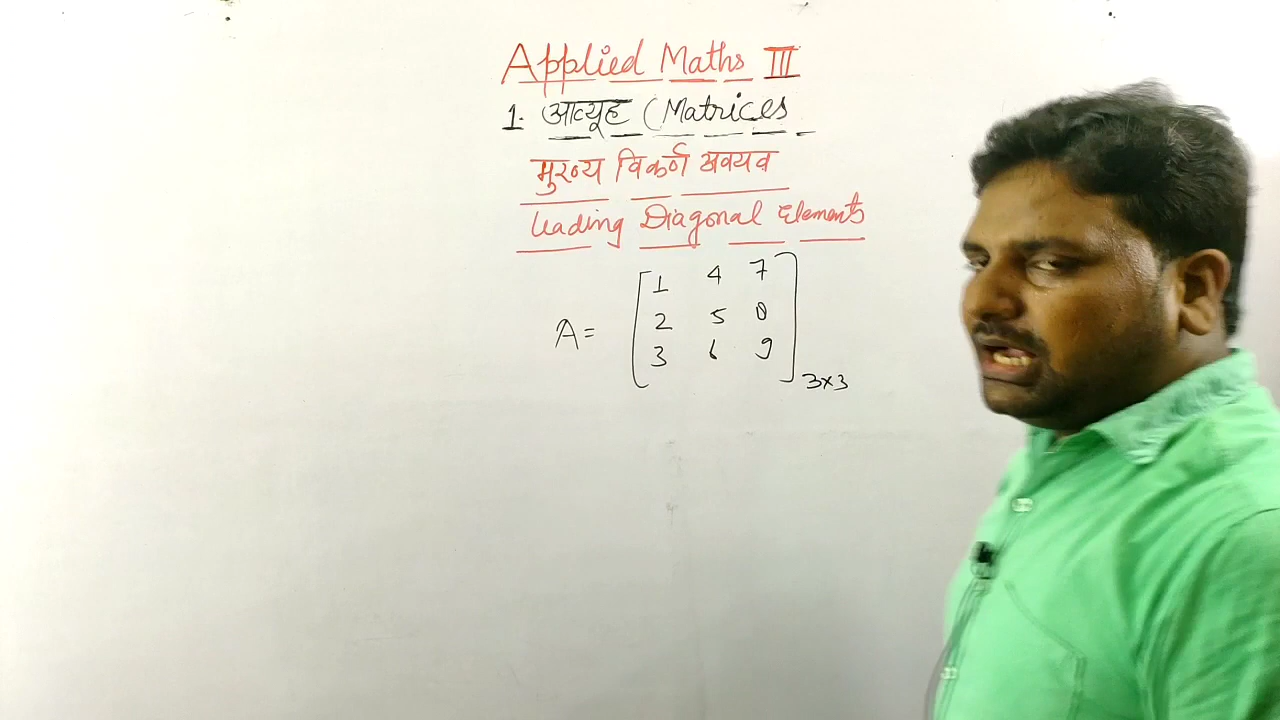 Applied Maths III
1. आव्यूह (Matrices
मुख्य विकर्ण अवयव
Leading Diagonal Elements
1 4 7
A = 2 5 8
3 6 9
3×3